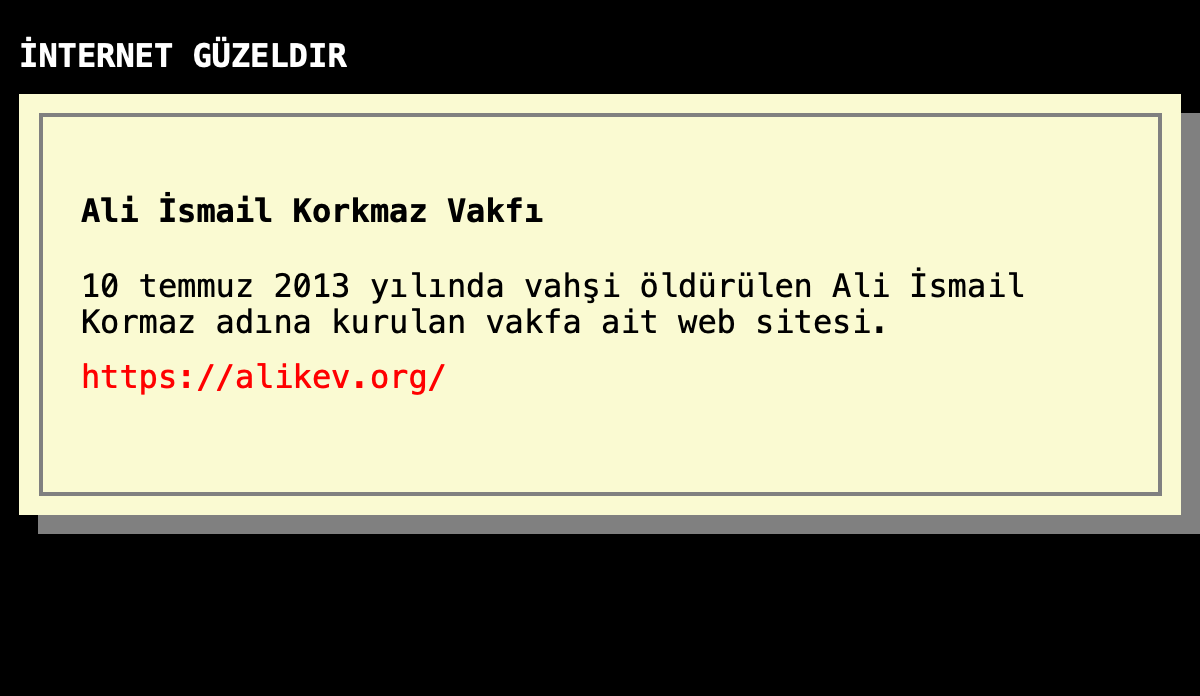 İNTERNET GÜZELDIR
Ali İsmail Korkmaz Vakfı
10 temmuz 2013 yılında vahşi öldürülen Ali İsmail
Kormaz adına kurulan vakfa ait web sitesi.
https://alikev.org/